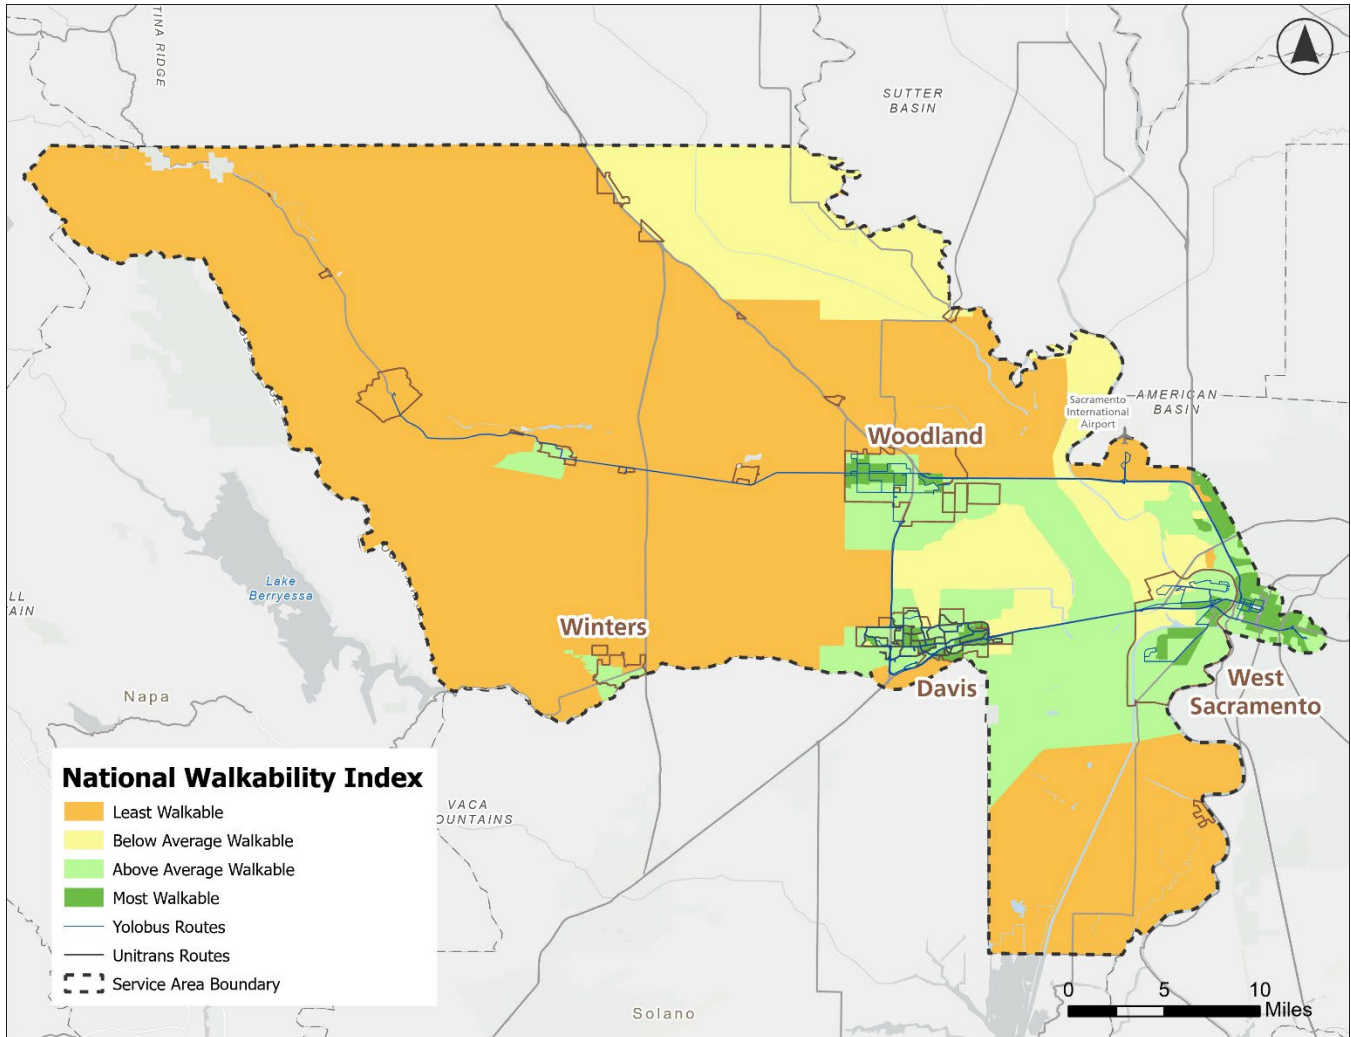 TINA RIDGE
SUTTER
BASIN
Sacramento
International
Airport
AMERICAN
BASIN
Woodland
Lake
Berryessa
LL
TAIN
Winters
Davis
West
Sacramento
Napa
VACA
OUNTAINS
Solano
National Walkability Index
Least Walkable
Below Average Walkable
Above Average Walkable
Most Walkable
Yolobus Routes
Unitrans Routes
Service Area Boundary
0 5 10
Miles